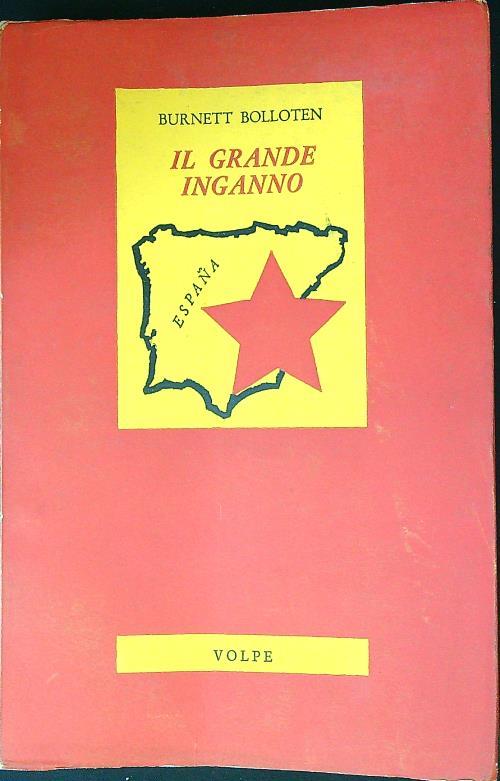 BURNETT BOLLOTEN
IL GRANDE
INGANNO
ESPAÑA
VOLPE